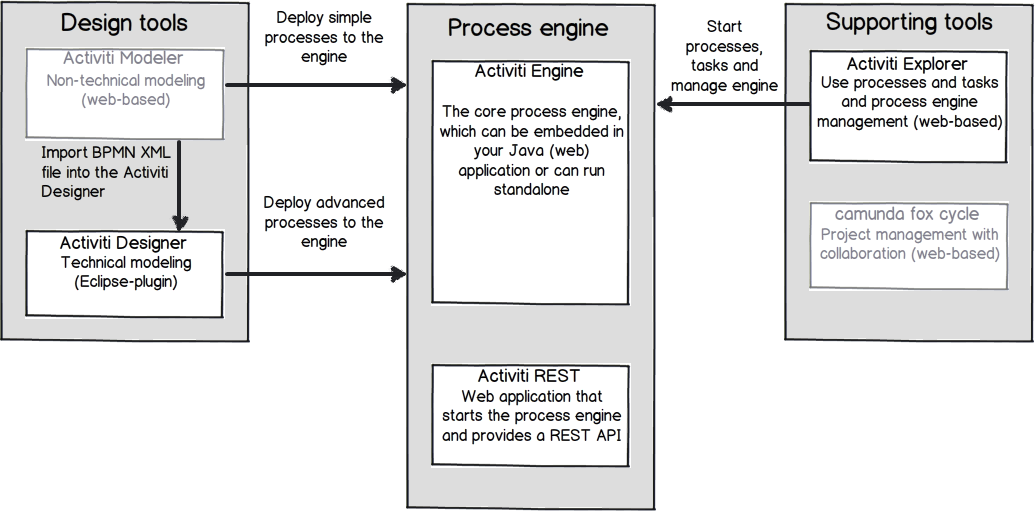 Design tools
Activiti Modeler
Non-technical modeling
(web-based)
Import BPMN XML
file into the Activiti
Designer
Activiti Designer
Technical modeling
(Eclipse-plugin)
Deploy simple
processes to the
engine
Deploy advanced
processes to the
engine
Process engine
Activiti Engine
The core process engine,
which can be embedded in
your Java (web)
application or can run
standalone
Activiti REST
Web application that
starts the process engine
and provides a REST API
Start
processes,
tasks and
manage engine
Supporting tools
Activiti Explorer
Use processes and tasks
and process engine
management (web-based)
camunda fox cycle
Project management with
collaboration (web-based)